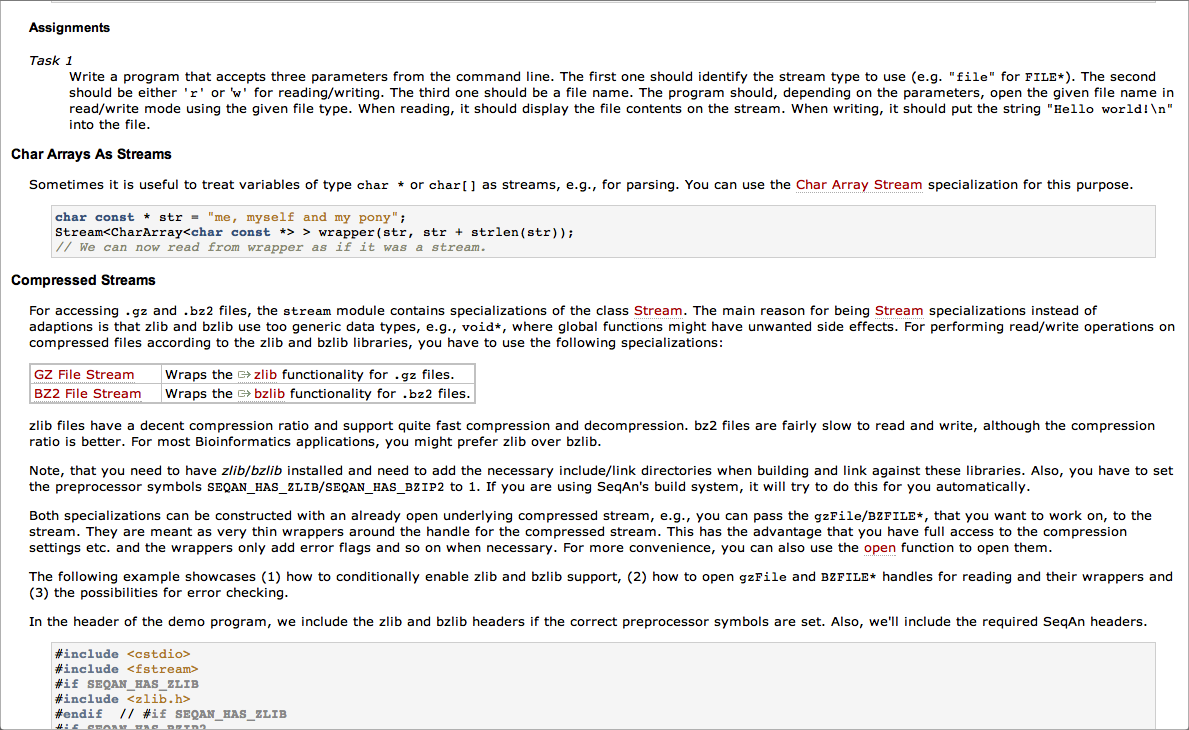 Assignments
Task 1
Write a program that accepts three parameters from the command line. The first one should identify the stream type to use (e.g. "file" for FILE*). The second
should be either 'r' or 'w' for reading/writing. The third one should be a file name. The program should, depending on the parameters, open the given file name in
read/write mode using the given file type. When reading, it should display the file contents on the stream. When writing, it should put the string "Hello world!\n"
into the file.
Char Arrays As Streams
Sometimes it is useful to treat variables of type char * or char[] as streams, e.g., for parsing. You can use the Char Array Stream specialization for this purpose.
char const * str = "me, myself and my pony";
Stream<CharArray<char const *> > wrapper(str, str + strlen(str));
// We can now read from wrapper as if it was a stream.
Compressed Streams
For accessing .gz and .bz2 files, the stream module contains specializations of the class Stream. The main reason for being Stream specializations instead of
adaptions is that zlib and bzlib use too generic data types, e.g., void*, where global functions might have unwanted side effects. For performing read/write operations on
compressed files according to the zlib and bzlib libraries, you have to use the following specializations:
GZ File Stream Wraps the zlib functionality for .gz files.
BZ2 File Stream Wraps the bzlib functionality for .bz2 files.
zlib files have a decent compression ratio and support quite fast compression and decompression. bz2 files are fairly slow to read and write, although the compression
ratio is better. For most Bioinformatics applications, you might prefer zlib over bzlib.
Note, that you need to have zlib/bzlib installed and need to add the necessary include/link directories when building and link against these libraries. Also, you have to set
the preprocessor symbols SEQAN_HAS_ZLIB/SEQAN_HAS_BZIP2 to 1. If you are using SeqAn's build system, it will try to do this for you automatically.
Both specializations can be constructed with an already open underlying compressed stream, e.g., you can pass the gzFile/BZFILE*, that you want to work on, to the
stream. They are meant as very thin wrappers around the handle for the compressed stream. This has the advantage that you have full access to the compression
settings etc. and the wrappers only add error flags and so on when necessary. For more convenience, you can also use the open function to open them.
The following example showcases (1) how to conditionally enable zlib and bzlib support, (2) how to open gzFile and BZFILE* handles for reading and their wrappers and
(3) the possibilities for error checking.
In the header of the demo program, we include the zlib and bzlib headers if the correct preprocessor symbols are set. Also, we'll include the required SeqAn headers.
#include <cstdio>
#include <fstream>
#if SEQAN_HAS_ZLIB
#include <zlib.h>
#endif  // #if SEQAN_HAS_ZLIB
#if SEQAN_HAS_BZIP2